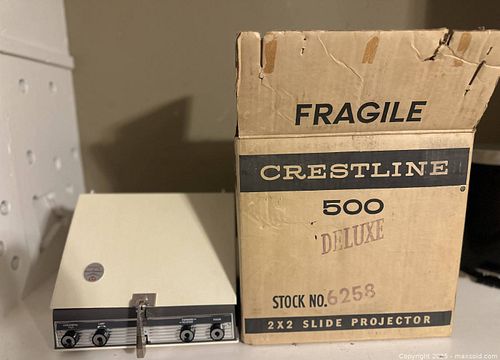 FRAGILE
CRESTLINE
500
DELUXE
STOCK NO. 6258
2X2 SLIDE PROJECTOR